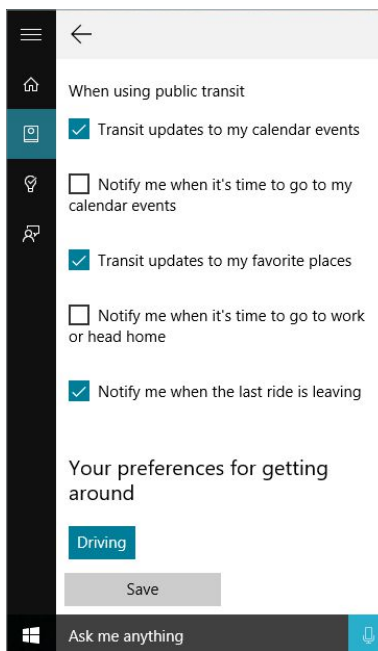 When using public transit
Transit updates to my calendar events
Notify me when it's time to go to my
calendar events
Transit updates to my favorite places
Notify me when it's time to go to work
or head home
Notify me when the last ride is leaving
Your preferences for getting
around
Driving
Save
Ask me anything